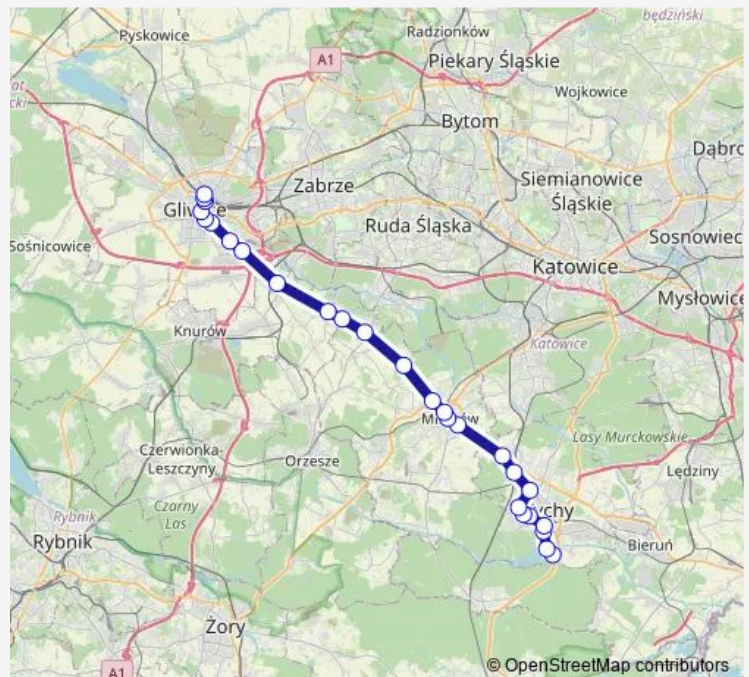 będziński
Radzionków
Pyskowice
A1
Piekary Śląskie
Wojkowice
Bytom
Dąbro
Zabrze
Siemianowice
Śląskie
Ruda Śląska
Sosnowiec
Sośnicowice
Katowice
Mysłowice
Knurów
Katowice
Lasy Murckowskie
Czerwionka-
Leszczyny
Orzesze
Lędziny
Czarny
Las
Rybnik
Rybnik
Bieruń
Żory
A1
© OpenStreetMap contributors